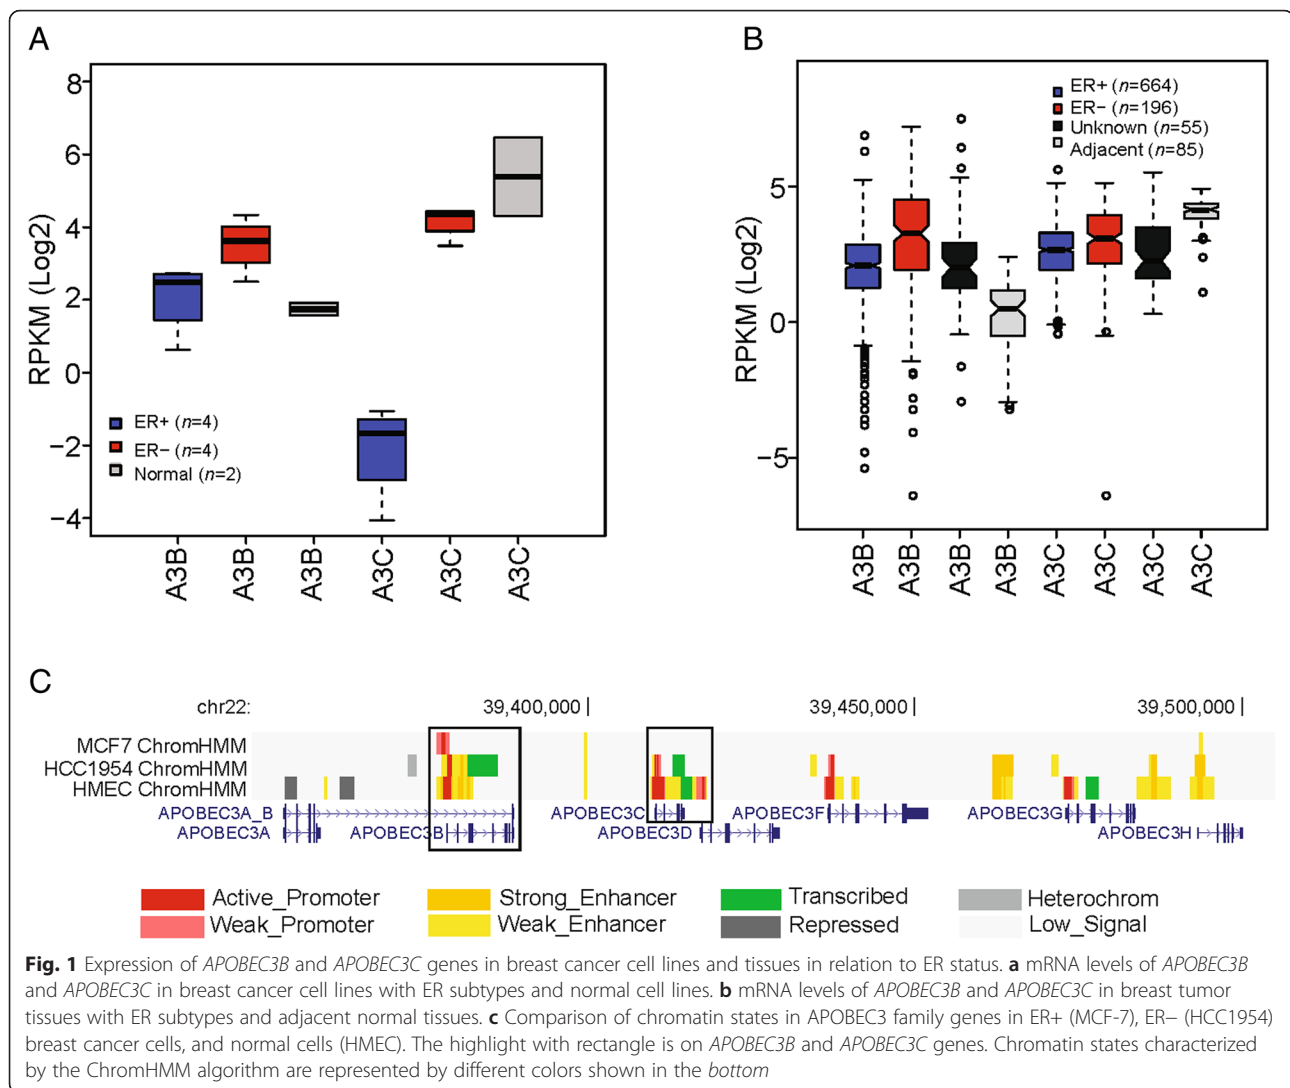 A
RPKM (Log2)
8
6
4
2
0
−2
−4
ER+ (n=4)
ER− (n=4)
Normal (n=2)
A3B
A3B
A3B
A3C
A3C
A3C
B
RPKM (Log2)
5
0
−5
ER+ (n=664)
ER− (n=196)
Unknown (n=55)
Adjacent (n=85)
A3B
A3B
A3B
A3B
A3C
A3C
A3C
A3C
C
chr22: 39,400,000 39,450,000 39,500,000
MCF7 ChromHMM
HCC1954 ChromHMM
HMEC ChromHMM
APOBEC3A_B APOBEC3C APOBEC3F APOBEC3G
APOBEC3A APOBEC3B APOBEC3D APOBEC3H
Active_Promoter Strong_Enhancer Transcribed Heterochrom
Weak_Promoter Weak_Enhancer Repressed Low_Signal
Fig. 1 Expression of APOBEC3B and APOBEC3C genes in breast cancer cell lines and tissues in relation to ER status. a mRNA levels of APOBEC3B
and APOBEC3C in breast cancer cell lines with ER subtypes and normal cell lines. b mRNA levels of APOBEC3B and APOBEC3C in breast tumor
tissues with ER subtypes and adjacent normal tissues. c Comparison of chromatin states in APOBEC3 family genes in ER+ (MCF-7), ER− (HCC1954)
breast cancer cells, and normal cells (HMEC). The highlight with rectangle is on APOBEC3B and APOBEC3C genes. Chromatin states characterized
by the ChromHMM algorithm are represented by different colors shown in the bottom